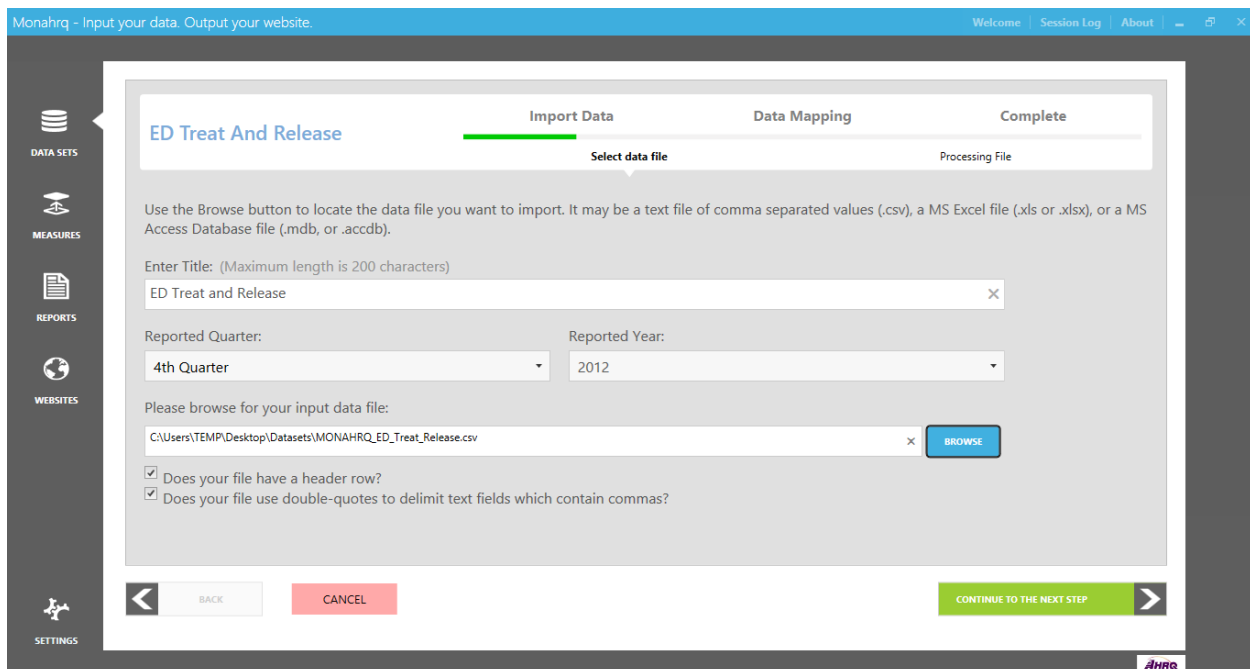 Monahrq - Input your data. Output your website.
Welcome | Session Log | About
DATA SETS
MEASURES
REPORTS
WEBSITES
SETTINGS
ED Treat And Release
Import Data
Data Mapping
Complete
Select data file
Processing File
Use the Browse button to locate the data file you want to import. It may be a text file of comma separated values (.csv), a MS Excel file (.xls or .xlsx), or a MS
Access Database file (.mdb, or .accdb).
Enter Title: (Maximum length is 200 characters)
ED Treat and Release
Reported Quarter:
Reported Year:
4th Quarter
2012
Please browse for your input data file:
C:\Users\TEMP\Desktop\Datasets\MONAHRQ_ED_Treat_Release.csv
BROWSE
Does your file have a header row?
Does your file use double-quotes to delimit text fields which contain commas?
BACK
CANCEL
CONTINUE TO THE NEXT STEP
AHRQ